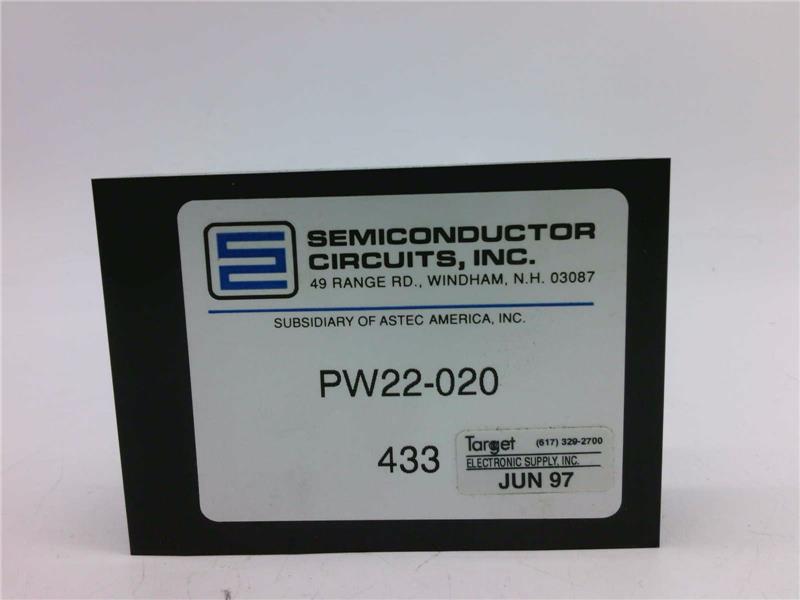 SEMICONDUCTOR
CIRCUITS, INC.
49 RANGE RD., WINDHAM, N.H. 03087
SUBSIDIARY OF ASTEC AMERICA, INC.
PW22-020
433
Target (617) 329-2700
ELECTRONIC SUPPLY, INC.
JUN 97